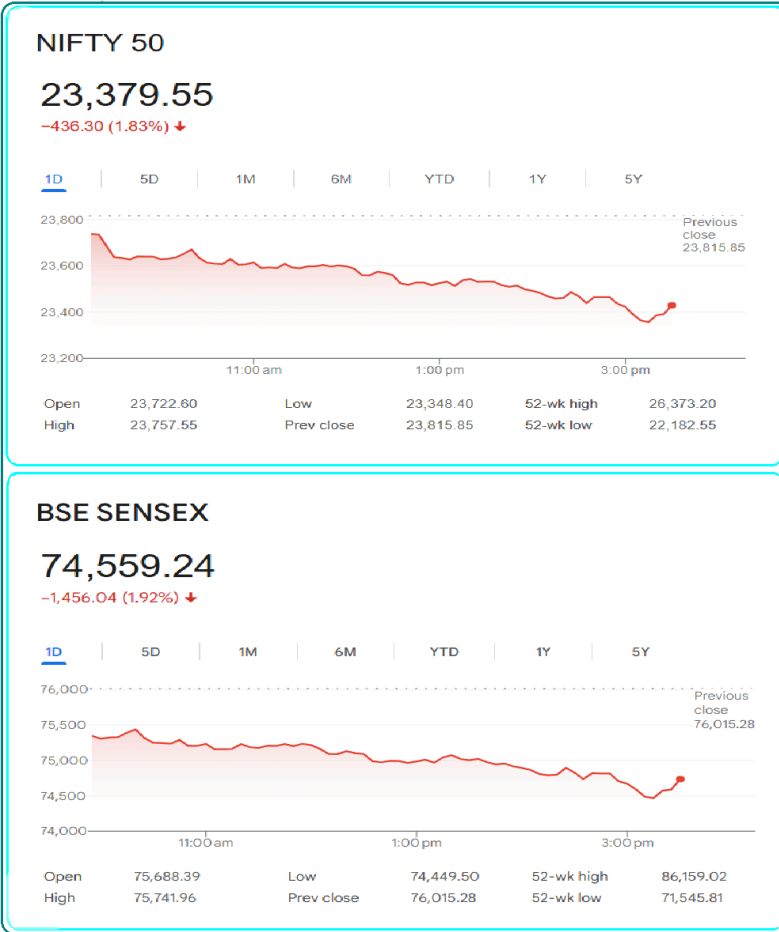 NIFTY 50
23,379.55
−436.30 (1.83%) ↓
1D 5D 1M 6M YTD 1Y 5Y
23,800
23,600
23,400
23,200
Previous
close
23,815.85
11:00 am 1:00 pm 3:00 pm
Open 23,722.60 Low 23,348.40 52-wk high 26,373.20
High 23,757.55 Prev close 23,815.85 52-wk low 22,182.55
BSE SENSEX
74,559.24
−1,456.04 (1.92%) ↓
1D 5D 1M 6M YTD 1Y 5Y
76,000
75,500
75,000
74,500
74,000
Previous
close
76,015.28
11:00 am 1:00 pm 3:00 pm
Open 75,688.39 Low 74,449.50 52-wk high 86,159.02
High 75,741.96 Prev close 76,015.28 52-wk low 71,545.81